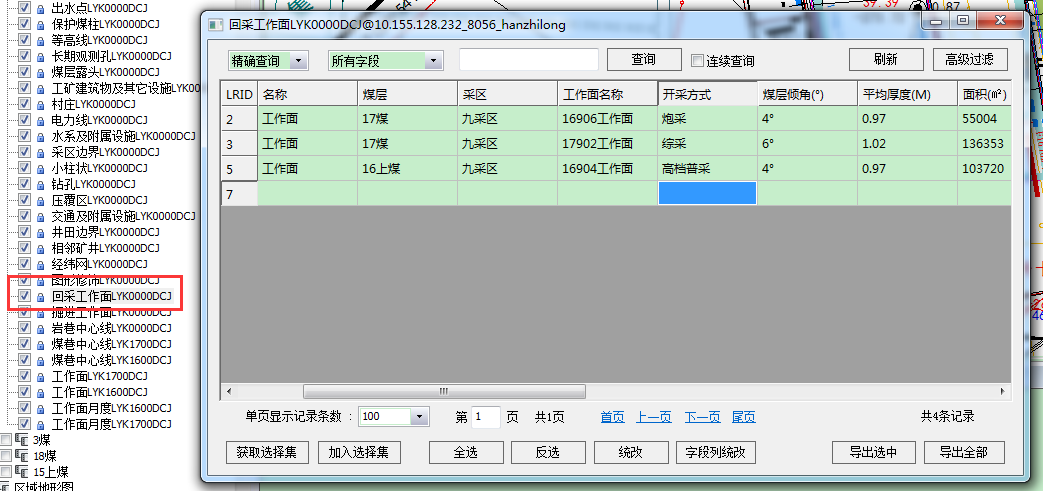 出水点LYK0000DCJ
保护煤柱LYK0000DCJ
等高线LYK0000DCJ
长期观测孔LYK0000DCJ
煤层露头LYK0000DCJ
工矿建筑物及其它设施LYK0000
村庄LYK0000DCJ
电力线LYK0000DCJ
水系及附属设施LYK0000DCJ
采区边界LYK0000DCJ
小柱状LYK0000DCJ
钻孔LYK0000DCJ
压覆区LYK0000DCJ
交通及附属设施LYK0000DCJ
井田边界LYK0000DCJ
相邻矿井LYK0000DCJ
经纬网LYK0000DCJ
图形修饰LYK0000DCJ
回采工作面LYK0000DCJ
掘进工作面LYK0000DCJ
岩巷中心线LYK0000DCJ
煤巷中心线LYK1700DCJ
煤巷中心线LYK1600DCJ
工作面LYK1700DCJ
工作面LYK1600DCJ
工作面月度LYK1600DCJ
工作面月度LYK1700DCJ
3煤
18煤
15上煤
区域地形图
回采工作面LYK0000DCJ@10.155.128.232_8056_hanzhilong
精确查询 所有字段 查询 连续查询 刷新 高级过滤
LRID 名称 煤层 采区 工作面名称 开采方式 煤层倾角(°) 平均厚度(M) 面积(㎡)
2 工作面 17煤 九采区 16906工作面 炮采 4° 0.97 55004
3 工作面 17煤 九采区 17902工作面 综采 6° 1.02 136353
5 工作面 16上煤 九采区 16904工作面 高档普采 4° 0.97 103720
7
单页显示记录条数： 100 第 1 页 共1页 首页 上一页 下一页 尾页 共4条记录
获取选择集 加入选择集 全选 反选 统改 字段列统改 导出选中 导出全部